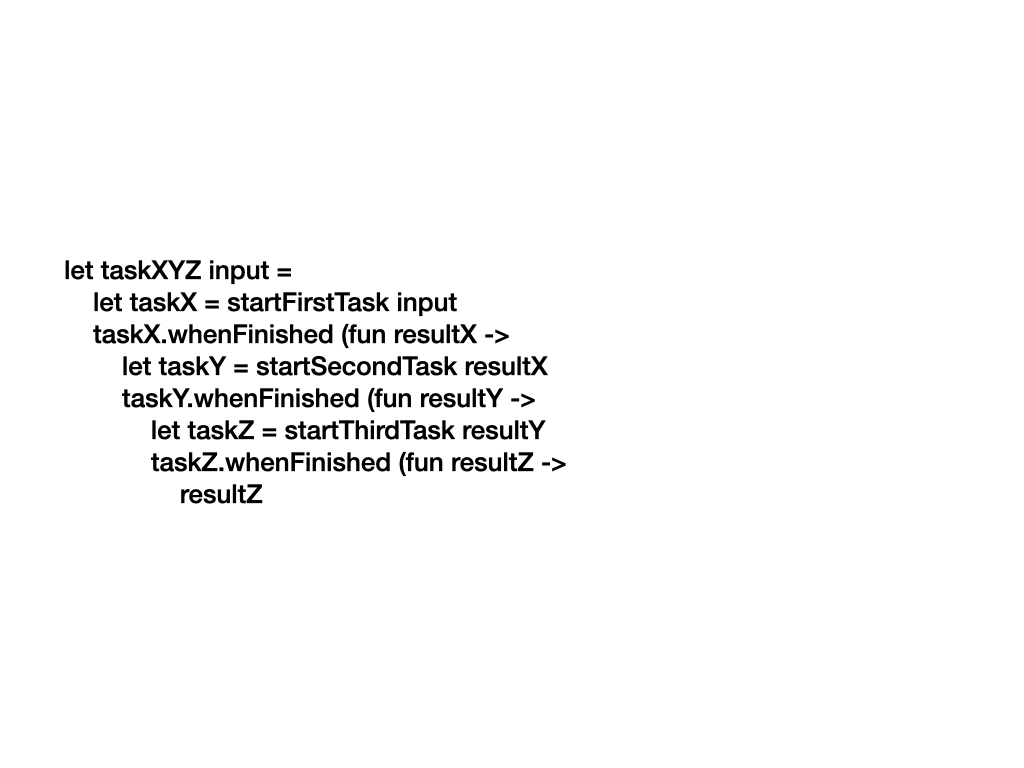 let taskXYZ input =
let taskX = startFirstTask input
taskX.whenFinished (fun resultX ->
let taskY = startSecondTask resultX
taskY.whenFinished (fun resultY ->
let taskZ = startThirdTask resultY
taskZ.whenFinished (fun resultZ ->
resultZ